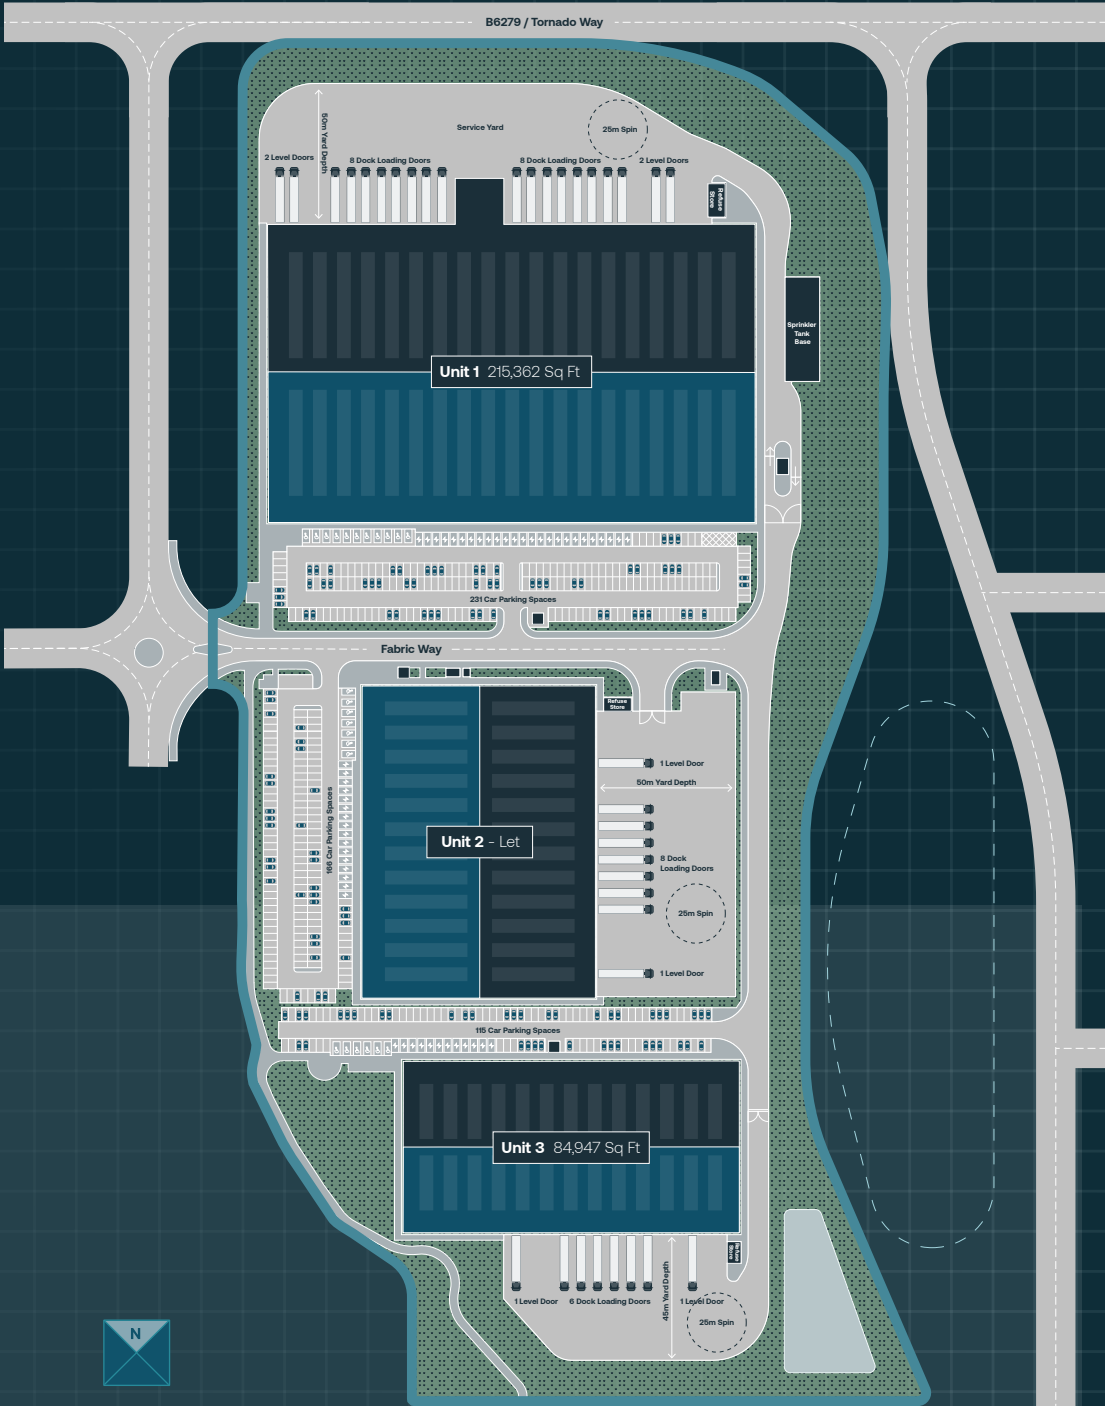 B6279 / Tornado Way
Service Yard
25m Spin
50m Yard Depth
2 Level Doors
8 Dock Loading Doors
8 Dock Loading Doors
2 Level Doors
Refuse
Store
Sprinkler
Tank
Base
Unit 1 215,362 Sq Ft
231 Car Parking Spaces
Fabric Way
Refuse
Store
1 Level Door
50m Yard Depth
166 Car Parking Spaces
Unit 2 - Let
8 Dock
Loading Doors
25m Spin
1 Level Door
115 Car Parking Spaces
Unit 3 84,947 Sq Ft
Refuse
Store
45m Yard Depth
1 Level Door
6 Dock Loading Doors
1 Level Door
25m Spin
N